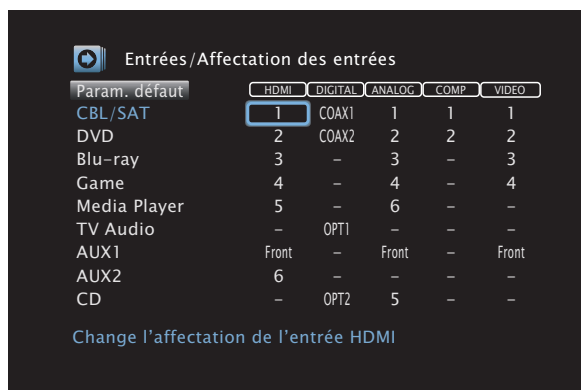 Entrées/Affectation des entrées
Param. défaut HDMI DIGITAL ANALOG COMP VIDEO
CBL/SAT 1 COAX1 1 1 1
DVD 2 COAX2 2 2 2
Blu-ray 3 – 3 – 3
Game 4 – 4 – 4
Media Player 5 – 6 – –
TV Audio – OPT1 – – –
AUX1 Front – Front – Front
AUX2 6 – – – –
CD – OPT2 5 – –
Change l'affectation de l'entrée HDMI